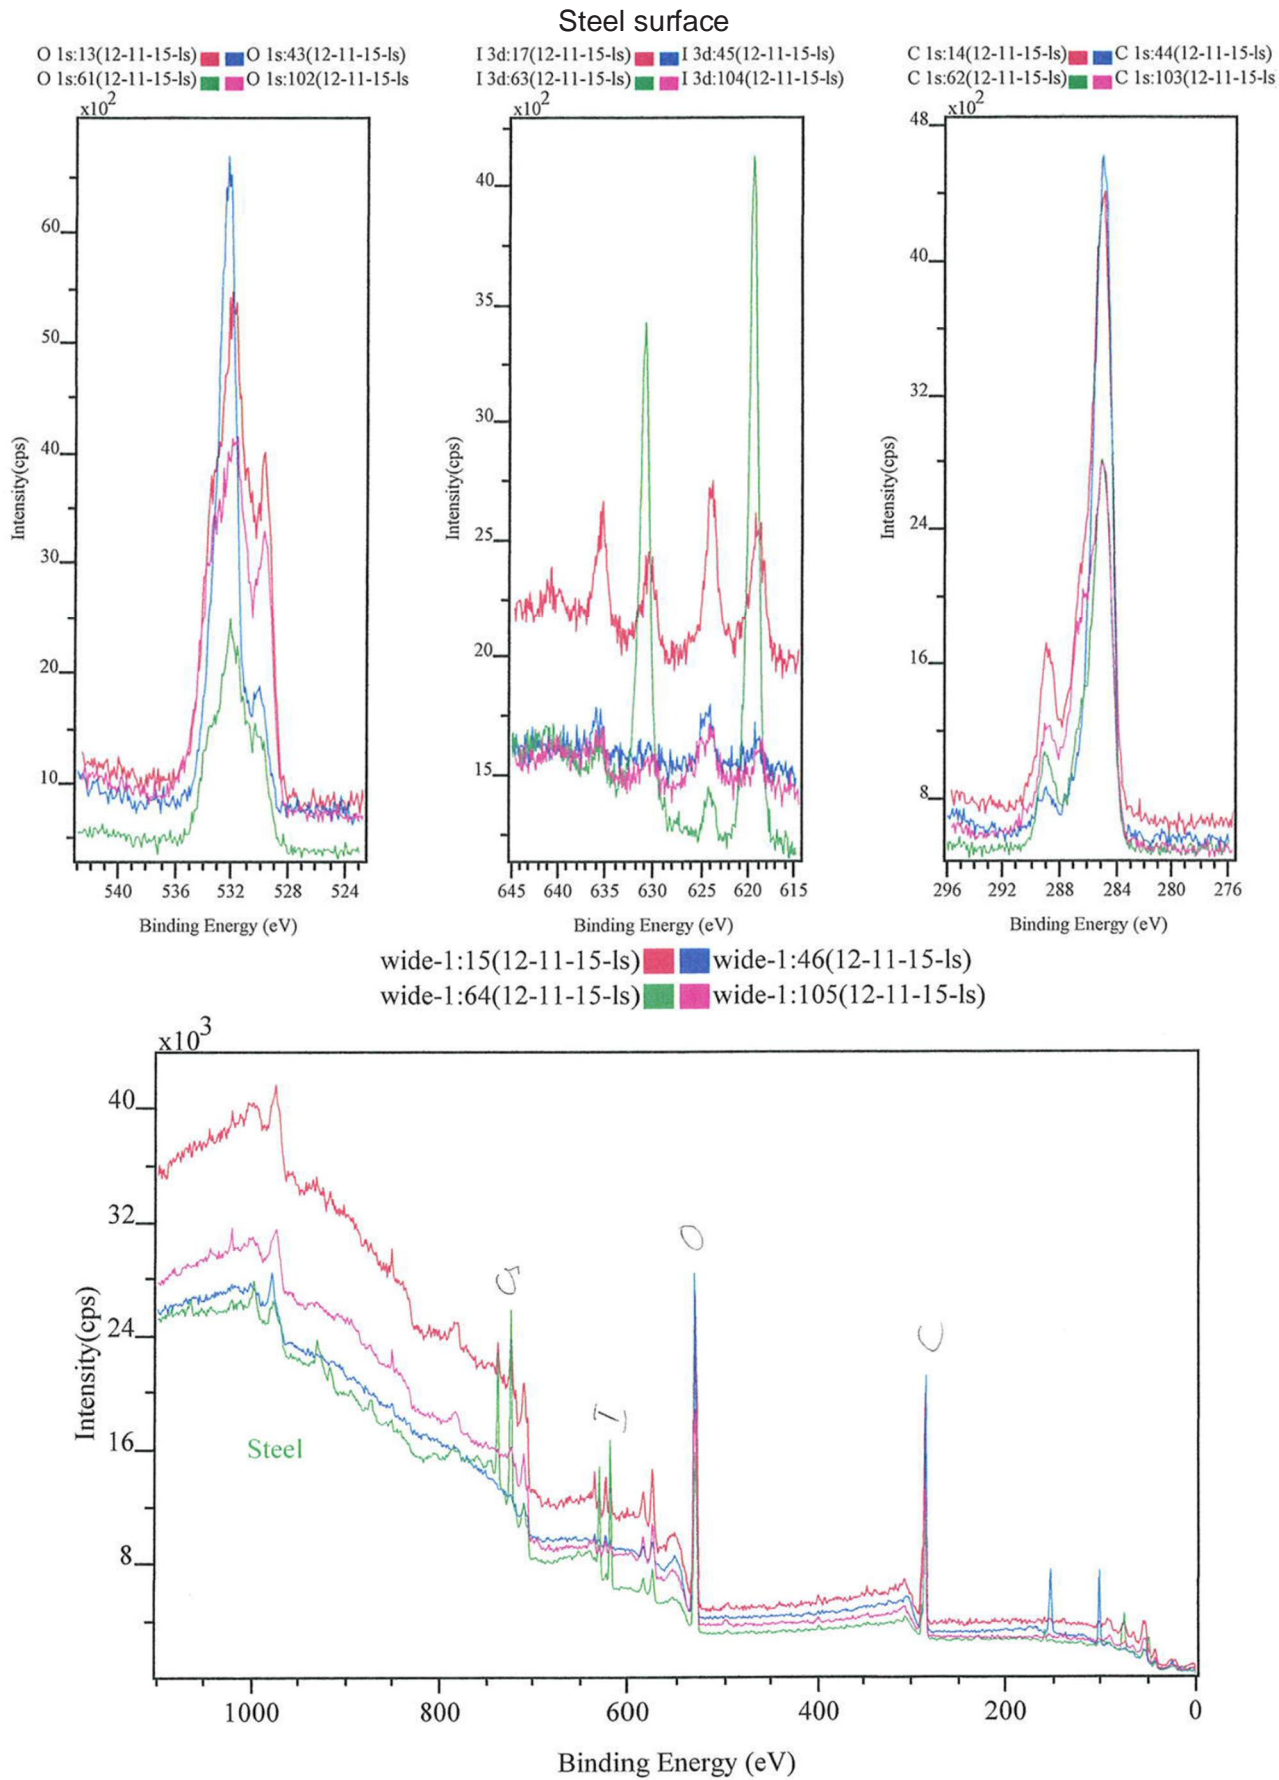 Steel surface
O 1s:13(12-11-15-ls) O 1s:43(12-11-15-ls)
O 1s:61(12-11-15-ls) O 1s:102(12-11-15-ls
I 3d:17(12-11-15-ls) I 3d:45(12-11-15-ls)
I 3d:63(12-11-15-ls) I 3d:104(12-11-15-ls)
C 1s:14(12-11-15-ls) C 1s:44(12-11-15-ls)
C 1s:62(12-11-15-ls) C 1s:103(12-11-15-ls
x10²
60
50
40
30
20
10
Intensity(cps)
540 536 532 528 524
Binding Energy (eV)
x10²
40
35
30
25
20
15
Intensity(cps)
645 640 635 630 625 620 615
Binding Energy (eV)
x10²
48
40
32
24
16
8
Intensity(cps)
296 292 288 284 280 276
Binding Energy (eV)
wide-1:15(12-11-15-ls) wide-1:46(12-11-15-ls)
wide-1:64(12-11-15-ls) wide-1:105(12-11-15-ls)
x10³
40
32
24
16
8
Intensity(cps)
Cs
I
O
C
Steel
1000 800 600 400 200 0
Binding Energy (eV)